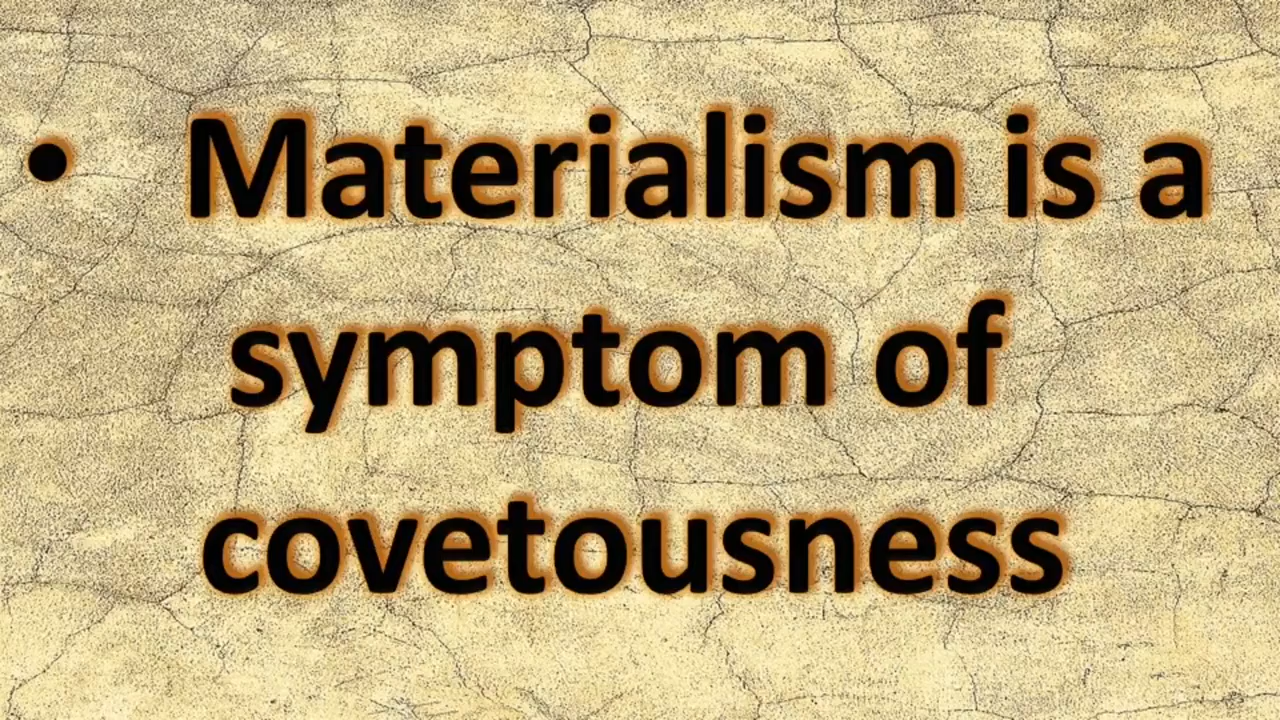 • Materialism is a
symptom of
covetousness